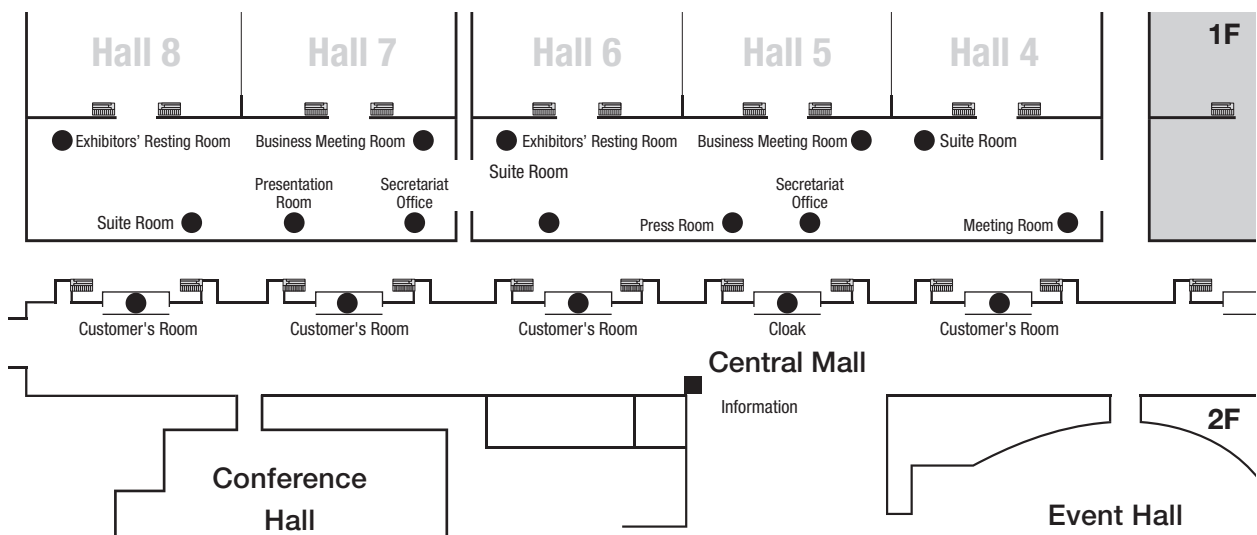 Hall 8
Hall 7
Hall 6
Hall 5
Hall 4
1F
Exhibitors' Resting Room
Business Meeting Room
Exhibitors' Resting Room
Business Meeting Room
Suite Room
Suite Room
Presentation
Room
Secretariat
Office
Secretariat
Office
Suite Room
Press Room
Meeting Room
Customer's Room
Customer's Room
Customer's Room
Cloak
Customer's Room
Central Mall
Information
2F
Conference
Hall
Event Hall